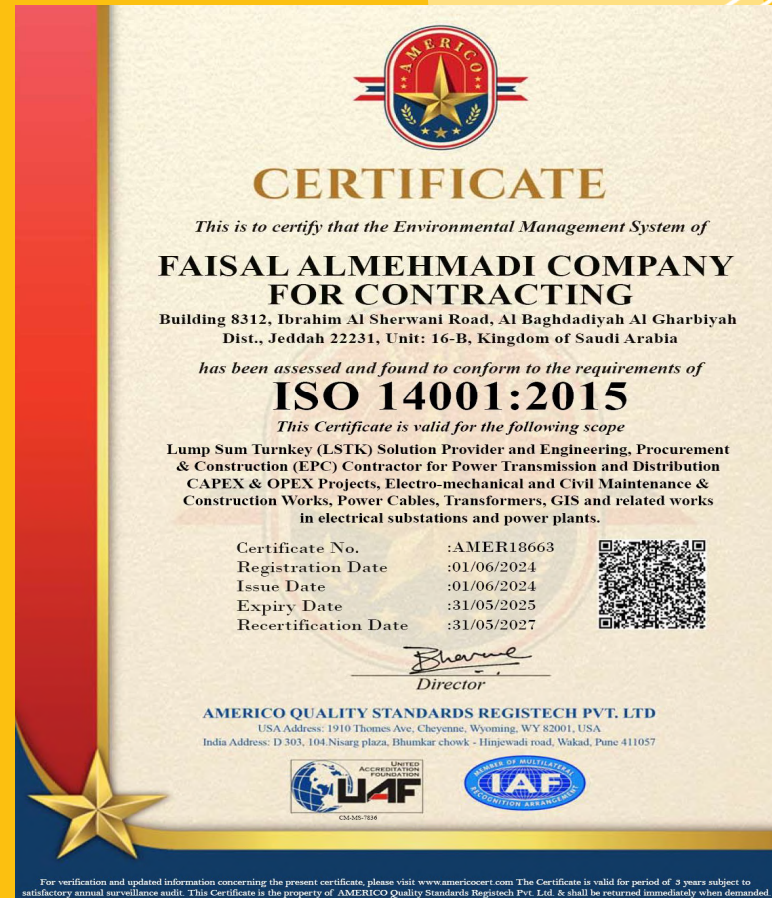 AMERICO
CERTIFICATE
This is to certify that the Environmental Management System of
FAISAL ALMEHMADI COMPANY
FOR CONTRACTING
Building 8312, Ibrahim Al Sherwani Road, Al Baghdadiyah Al Gharbiyah
Dist., Jeddah 22231, Unit: 16-B, Kingdom of Saudi Arabia
has been assessed and found to conform to the requirements of
ISO 14001:2015
This Certificate is valid for the following scope
Lump Sum Turnkey (LSTK) Solution Provider and Engineering, Procurement
& Construction (EPC) Contractor for Power Transmission and Distribution
CAPEX & OPEX Projects, Electro-mechanical and Civil Maintenance &
Construction Works, Power Cables, Transformers, GIS and related works
in electrical substations and power plants.
Certificate No. :AMER18663
Registration Date :01/06/2024
Issue Date :01/06/2024
Expiry Date :31/05/2025
Recertification Date :31/05/2027
Director
AMERICO QUALITY STANDARDS REGISTECH PVT. LTD
USA Address: 1910 Thomes Ave, Cheyenne, Wyoming, WY 82001, USA
India Address: D 303, 104.Nisarg plaza, Bhumkar chowk - Hinjewadi road, Wakad, Pune 411057
UNITED
ACCREDITATION
FOUNDATION
UAF
CM-MS-7836
MEMBER OF MULTILATERAL
IAF
RECOGNITION ARRANGEMENT
For verification and updated information concerning the present certificate, please visit www.americocert.com The Certificate is valid for period of 3 years subject to
satisfactory annual surveillance audit. This Certificate is the property of AMERICO Quality Standards Registech Pvt. Ltd. & shall be returned immediately when demanded.